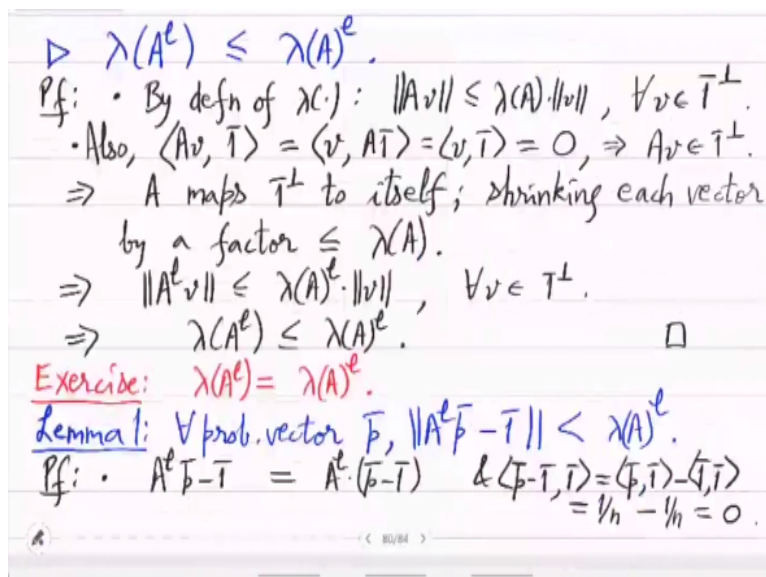 ▷ λ(A^ℓ) ≤ λ(A)^ℓ.
Pf: • By defn of λ(·): ‖Av‖ ≤ λ(A)·‖v‖, ∀v∈ 1̄^⊥.
• Also, ⟨Av, 1̄⟩ = ⟨v, A1̄⟩ = ⟨v, 1̄⟩ = 0, ⇒ Av ∈ 1̄^⊥.
⇒ A maps 1̄^⊥ to itself; shrinking each vector
by a factor ≤ λ(A).
⇒ ‖A^ℓ v‖ ≤ λ(A)^ℓ·‖v‖, ∀v∈ 1̄^⊥.
⇒ λ(A^ℓ) ≤ λ(A)^ℓ. □
Exercise: λ(A^ℓ) = λ(A)^ℓ.
Lemma 1: ∀ prob. vector p̄, ‖A^ℓ p̄ − 1̄‖ < λ(A)^ℓ.
Pf: • A^ℓ p̄ − 1̄ = A^ℓ·(p̄ − 1̄) & ⟨p̄−1̄, 1̄⟩ = ⟨p̄, 1̄⟩ − ⟨1̄, 1̄⟩
= 1/n − 1/n = 0.
80/84